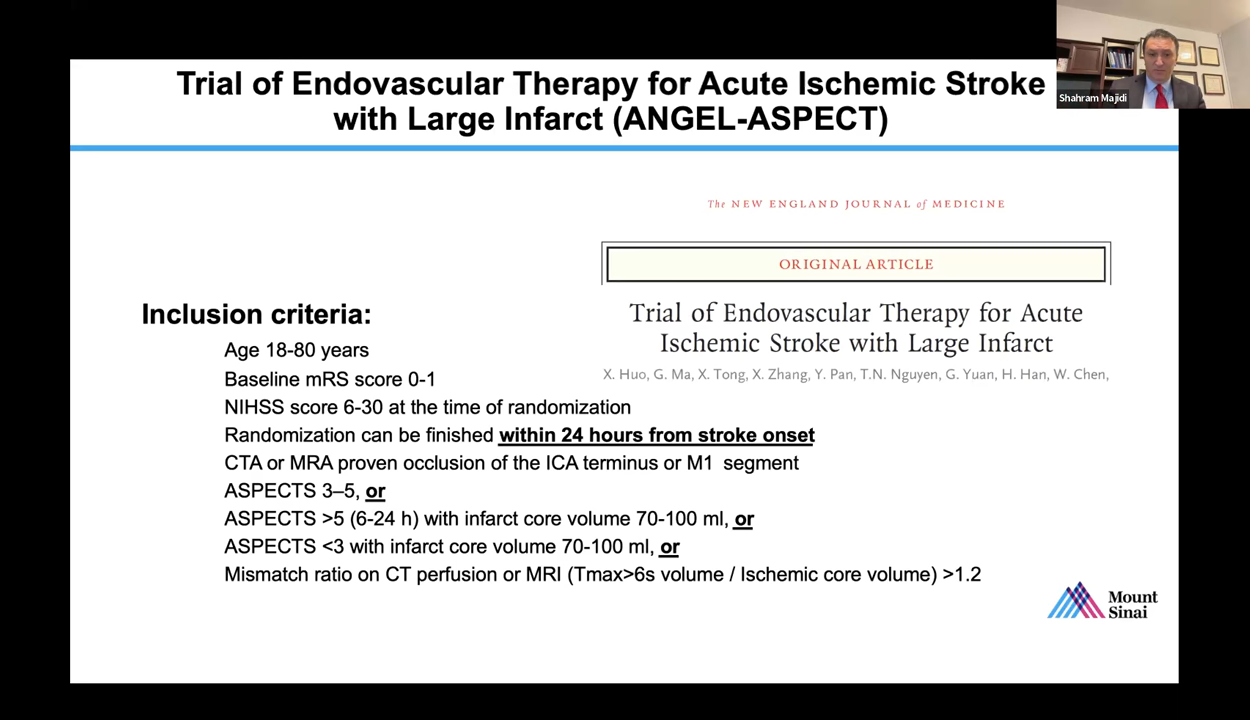 Trial of Endovascular Therapy for Acute Ischemic Stroke
with Large Infarct (ANGEL-ASPECT)
Shahram Majidi
The NEW ENGLAND JOURNAL of MEDICINE
ORIGINAL ARTICLE
Trial of Endovascular Therapy for Acute
Ischemic Stroke with Large Infarct
X. Huo, G. Ma, X. Tong, X. Zhang, Y. Pan, T.N. Nguyen, G. Yuan, H. Han, W. Chen,
Inclusion criteria:
Age 18-80 years
Baseline mRS score 0-1
NIHSS score 6-30 at the time of randomization
Randomization can be finished within 24 hours from stroke onset
CTA or MRA proven occlusion of the ICA terminus or M1 segment
ASPECTS 3–5, or
ASPECTS >5 (6-24 h) with infarct core volume 70-100 ml, or
ASPECTS <3 with infarct core volume 70-100 ml, or
Mismatch ratio on CT perfusion or MRI (Tmax>6s volume / Ischemic core volume) >1.2
Mount
Sinai